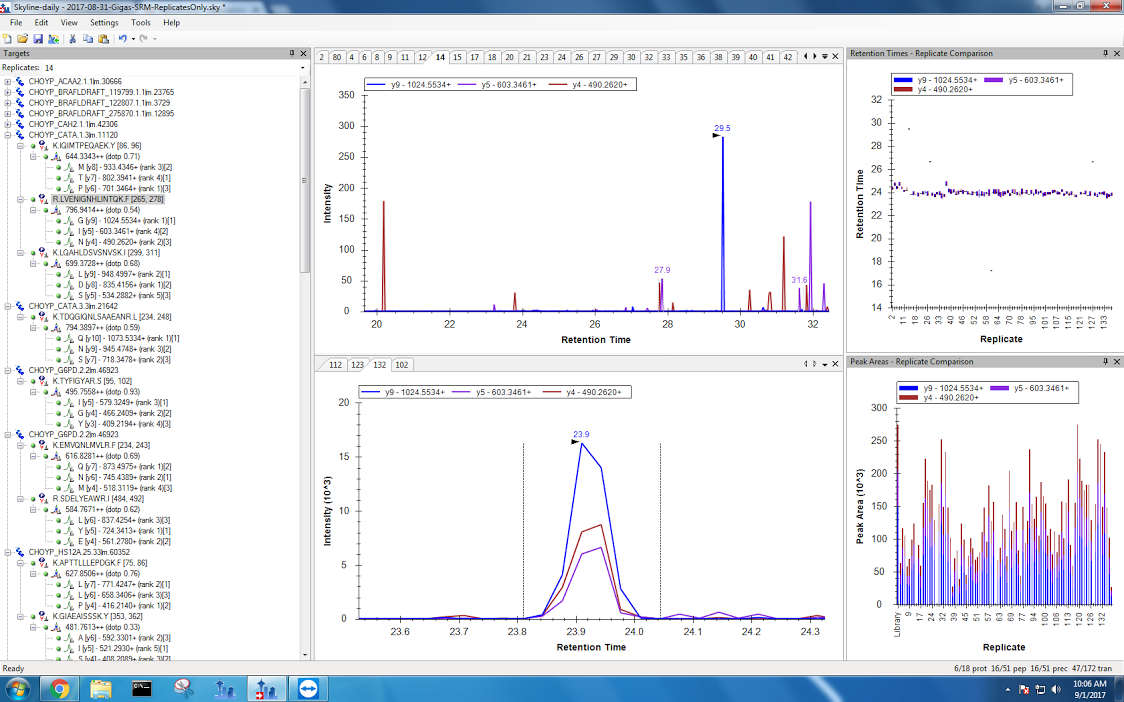 Skyline-daily - 2017-08-31-Gigas-SRM-ReplicatesOnly.sky *
File Edit View Settings Tools Help
Targets
Replicates: 14
CHOYP_ACAA2.1.1|m.30666
CHOYP_BRAFLDRAFT_119799.1.1|m.23765
CHOYP_BRAFLDRAFT_122807.1.1|m.3729
CHOYP_BRAFLDRAFT_275870.1.1|m.12895
CHOYP_CAH2.1.1|m.42306
CHOYP_CATA.1.3|m.11120
K.IQIMTPEQAEK.Y [86, 96]
644.3343++ (dotp 0.71)
M [y8] - 933.4346+ (rank 3)[2]
T [y7] - 802.3941+ (rank 4)[1]
P [y6] - 701.3464+ (rank 1)[3]
R.LVENIGNHLINTQK.F [265, 278]
796.9414++ (dotp 0.54)
G [y9] - 1024.5534+ (rank 1)[1]
I [y5] - 603.3461+ (rank 4)[2]
N [y4] - 490.2620+ (rank 2)[3]
K.LQAHLDSVSNVSK.I [299, 311]
699.3728++ (dotp 0.68)
L [y9] - 948.4997+ (rank 2)[1]
D [y8] - 835.4156+ (rank 1)[2]
S [y5] - 534.2882+ (rank 5)[3]
CHOYP_CATA.3.3|m.21642
K.TDQGIQNLSAAEANR.L [234, 248]
794.3897++ (dotp 0.59)
Q [y10] - 1073.5334+ (rank 1)[1]
N [y9] - 945.4748+ (rank 3)[2]
S [y7] - 718.3478+ (rank 2)[3]
CHOYP_G6PD.2.2|m.46923
K.TYFIGYAR.S [95, 102]
495.7558++ (dotp 0.93)
I [y5] - 579.3249+ (rank 3)[1]
G [y4] - 466.2409+ (rank 2)[2]
Y [y3] - 409.2194+ (rank 4)[3]
CHOYP_G6PD.2.2|m.46923
K.EMVQNLMVLR.F [234, 243]
616.8281++ (dotp 0.69)
Q [y7] - 873.4975+ (rank 1)[2]
N [y6] - 745.4389+ (rank 2)[1]
M [y4] - 518.3119+ (rank 4)[3]
R.SDELYEAWR.I [484, 492]
584.7671++ (dotp 0.62)
L [y6] - 837.4254+ (rank 3)[3]
Y [y5] - 724.3413+ (rank 1)[1]
E [y4] - 561.2780+ (rank 2)[2]
CHOYP_HS12A.25.33|m.60352
K.APTTLLLEPDGK.F [75, 86]
627.8506++ (dotp 0.76)
L [y7] - 771.4247+ (rank 2)[1]
L [y6] - 658.3406+ (rank 3)[3]
P [y4] - 416.2140+ (rank 1)[2]
K.GIAEAISSSK.Y [353, 362]
481.7613++ (dotp 0.33)
A [y6] - 592.3301+ (rank 2)[3]
I [y5] - 521.2930+ (rank 5)[1]
S [y4] - 408.2089+ (rank 3)[2]
2 80 4 6 8 9 11 12 14 15 17 18 20 21 23 24 26 27 29 30 32 33 35 36 38 39 41 40 41 42
y9 - 1024.5534+ y5 - 603.3461+ y4 - 490.2620+
350
300
250
200
150
100
50
0
Intensity
29.5
27.9
31.6
20 22 24 26 28 30 32
Retention Time
112 123 132 102
y9 - 1024.5534+ y5 - 603.3461+ y4 - 490.2620+
20
15
10
5
0
Intensity (10^3)
23.9
23.6 23.7 23.8 23.9 24.0 24.1 24.2 24.3
Retention Time
Retention Times - Replicate Comparison
y9 - 1024.5534+ y5 - 603.3461+
y4 - 490.2620+
32
30
28
26
24
22
20
18
16
14
Retention Time
2 11 18 26 33 40 46 52 58 64 70 78 95 101 107 115 121 127 133
Replicate
Peak Areas - Replicate Comparison
y9 - 1024.5534+ y5 - 603.3461+
y4 - 490.2620+
300
250
200
150
100
50
0
Peak Area (10^3)
Library 9 17 24 32 39 45 51 57 63 69 77 94 100 106 113 120 126 132
Replicate
Ready
6/18 prot 16/51 pep 16/51 prec 47/172 tran
10:06 AM
9/1/2017